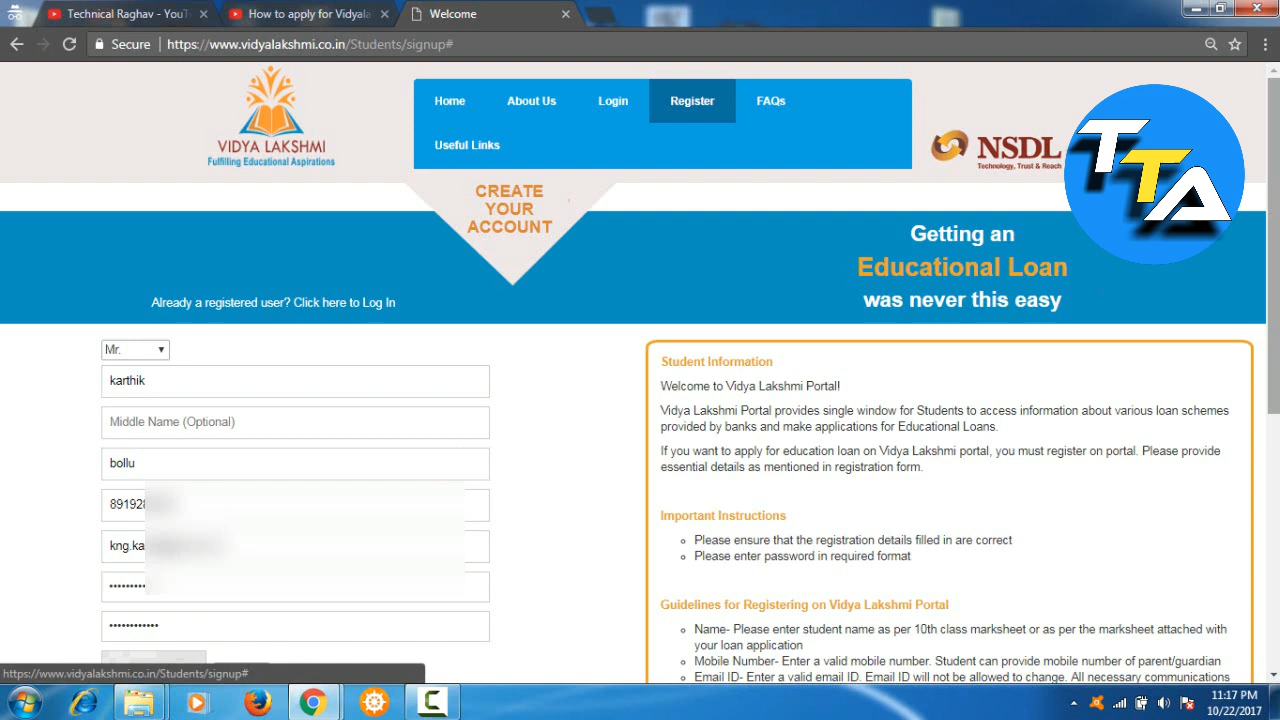 Technical Raghav - YouT
How to apply for Vidyala
Welcome
Secure
https://www.vidyalakshmi.co.in/Students/signup#
VIDYA LAKSHMI
Fulfilling Educational Aspirations
Home
About Us
Login
Register
FAQs
Useful Links
NSDL
Technology, Trust & Reach
TTA
CREATE
YOUR
ACCOUNT
Getting an
Educational Loan
was never this easy
Already a registered user? Click here to Log In
Mr.
karthik
Middle Name (Optional)
bollu
89192
kng.ka
Student Information
Welcome to Vidya Lakshmi Portal!
Vidya Lakshmi Portal provides single window for Students to access information about various loan schemes
provided by banks and make applications for Educational Loans.
If you want to apply for education loan on Vidya Lakshmi portal, you must register on portal. Please provide
essential details as mentioned in registration form.
Important Instructions
Please ensure that the registration details filled in are correct
Please enter password in required format
Guidelines for Registering on Vidya Lakshmi Portal
Name- Please enter student name as per 10th class marksheet or as per the marksheet attached with
your loan application
Mobile Number- Enter a valid mobile number. Student can provide mobile number of parent/guardian
Email ID- Enter a valid email ID. Email ID will not be allowed to change. All necessary communications
https://www.vidyalakshmi.co.in/Students/signup#
11:17 PM
10/22/2017